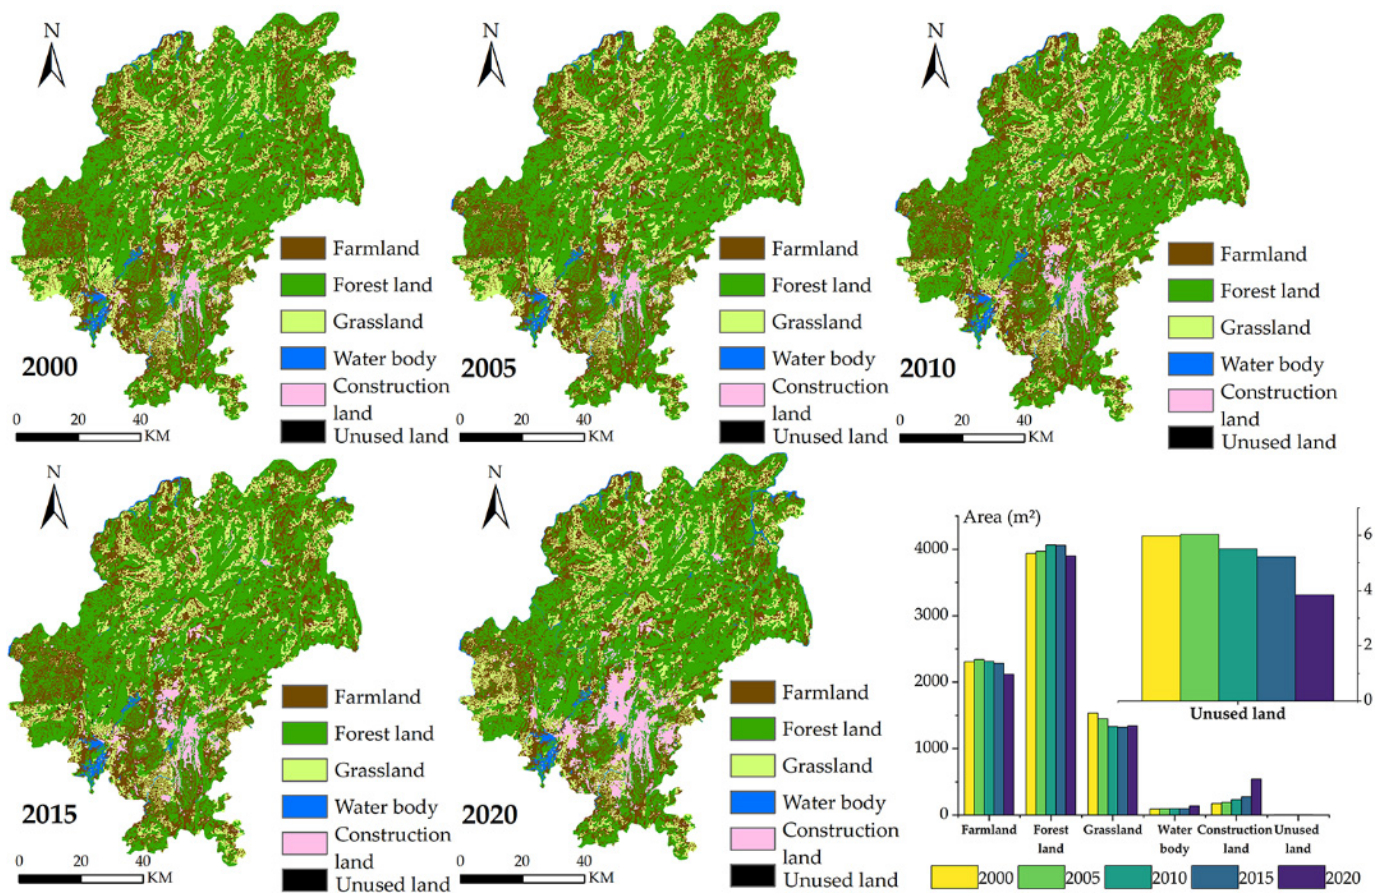 N
Farmland
Forest land
Grassland
Water body
Construction
land
Unused land
2000
0 20 40
KM
N
Farmland
Forest land
Grassland
Water body
Construction
land
Unused land
2005
0 20 40
KM
N
Farmland
Forest land
Grassland
Water body
Construction
land
Unused land
2010
0 20 40
KM
N
Farmland
Forest land
Grassland
Water body
Construction
land
Unused land
2015
0 20 40
KM
N
Farmland
Forest land
Grassland
Water body
Construction
land
Unused land
2020
0 20 40
KM
Area (m²)
4000
3000
2000
1000
0
6
4
2
0
Unused land
Farmland Forest Grassland Water Construction Unused
land body land land
2000 2005 2010 2015 2020